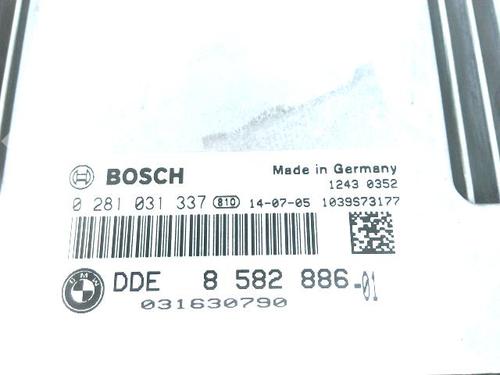 BOSCH
Made in Germany
1243 0352
0 281 031 337 810 14-07-05 1039S73177
BMW
DDE 8 582 886-01
031630790